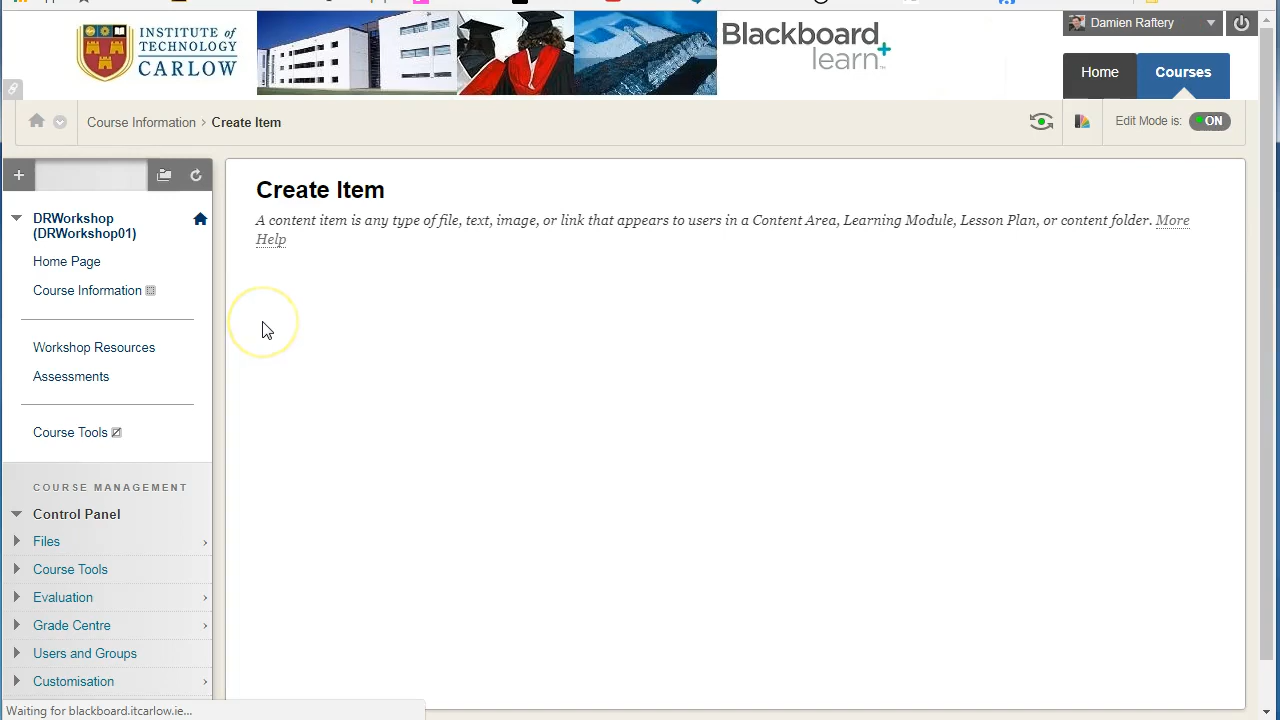 INSTITUTE of
TECHNOLOGY
CARLOW
Blackboard
learn
Damien Raftery
Home
Courses
Course Information > Create Item
Edit Mode is: ON
DRWorkshop
(DRWorkshop01)
Home Page
Course Information
Workshop Resources
Assessments
Course Tools
COURSE MANAGEMENT
Control Panel
Files
Course Tools
Evaluation
Grade Centre
Users and Groups
Customisation
Create Item
A content item is any type of file, text, image, or link that appears to users in a Content Area, Learning Module, Lesson Plan, or content folder. More
Help
Waiting for blackboard.itcarlow.ie...